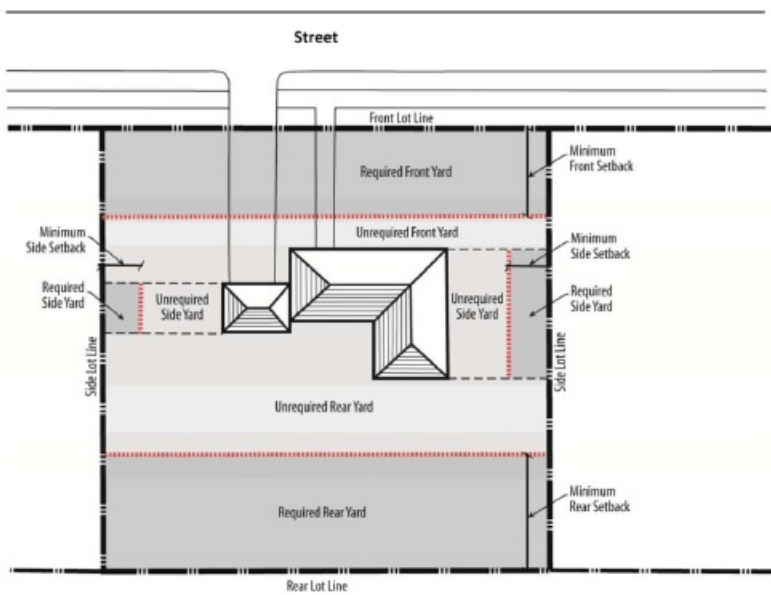 Street
Front Lot Line
Required Front Yard
Minimum
Front Setback
Unrequired Front Yard
Minimum
Side Setback
Minimum
Side Setback
Required
Side Yard
Unrequired
Side Yard
Unrequired
Side Yard
Required
Side Yard
Side Lot Line
Side Lot Line
Unrequired Rear Yard
Required Rear Yard
Minimum
Rear Setback
Rear Lot Line